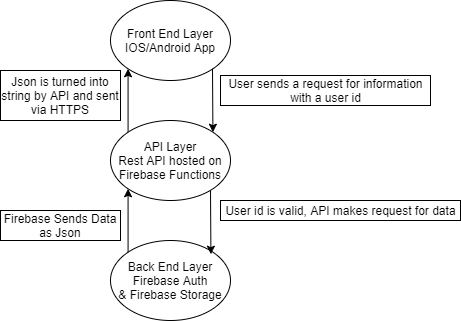 Front End Layer
IOS/Android App
Json is turned into
string by API and sent
via HTTPS
User sends a request for information
with a user id
API Layer
Rest API hosted on
Firebase Functions
Firebase Sends Data
as Json
User id is valid, API makes request for data
Back End Layer
Firebase Auth
& Firebase Storage